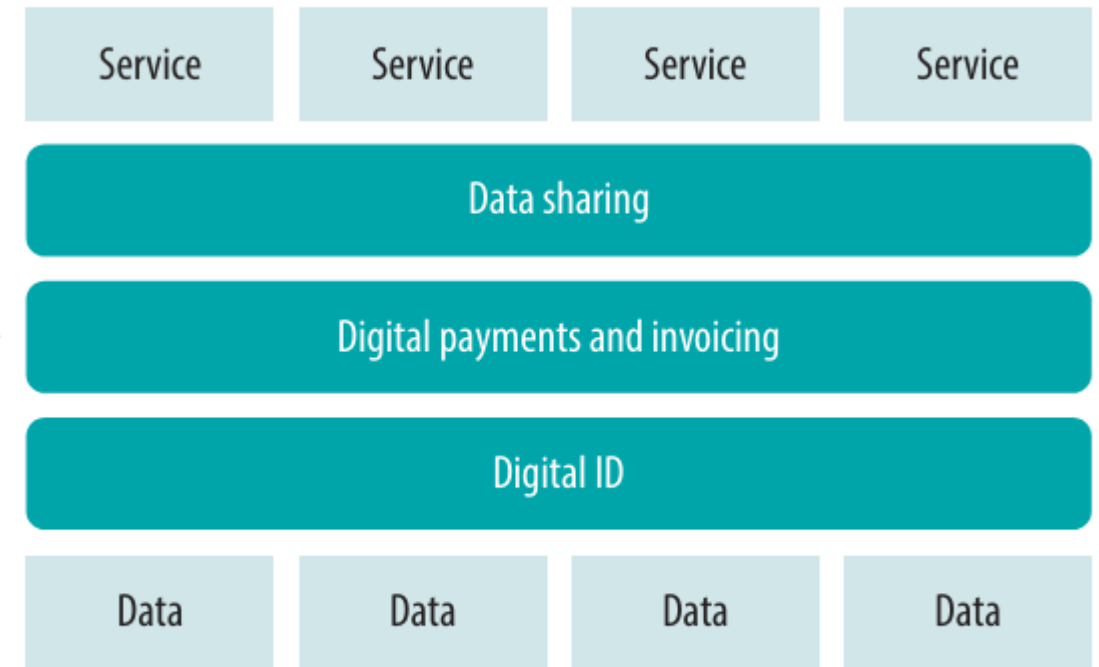 Service Service Service Service
Data sharing
Digital payments and invoicing
Digital ID
Data Data Data Data